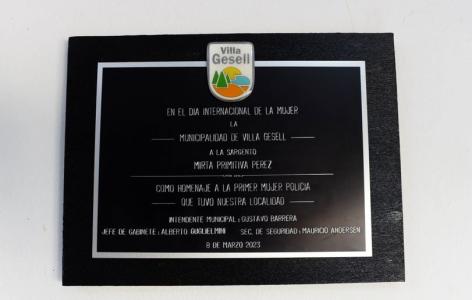 Villa
Gesell
EN EL DIA INTERNACIONAL DE LA MUJER
LA
MUNICIPALIDAD DE VILLA GESELL
A LA SARGENTO
MIRTA PRIMITIVA PEREZ
COMO HOMENAJE A LA PRIMER MUJER POLICIA
QUE TUVO NUESTRA LOCALIDAD
INTENDENTE MUNICIPAL : GUSTAVO BARRERA
JEFE DE GABINETE : ALBERTO GUGLIELMINI SEC. DE SEGURIDAD : MAURICIO ANDERSEN
8 DE MARZO 2023